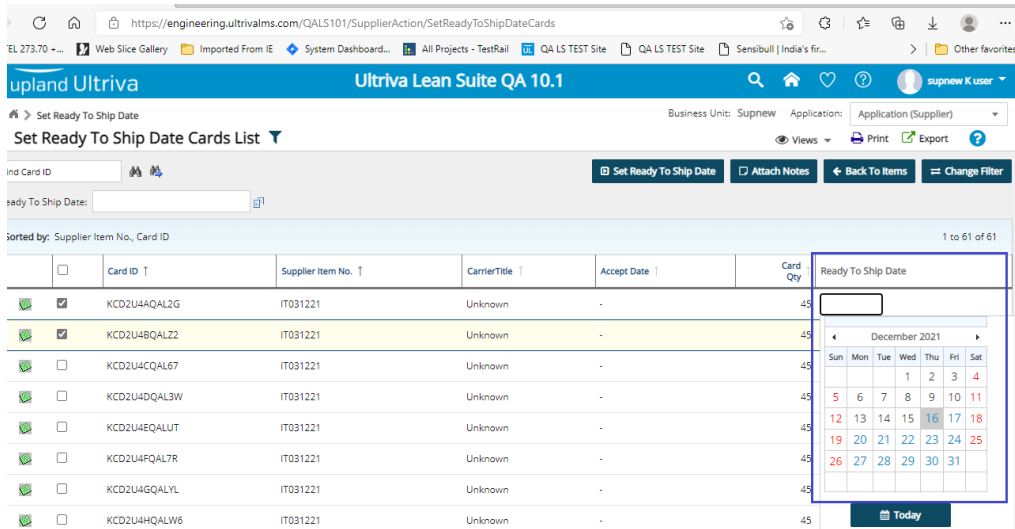 https://engineering.ultrivalms.com/QALS101/SupplierAction/SetReadyToShipDateCards
TEL 273.70 +... Web Slice Gallery Imported From IE System Dashboard... All Projects - TestRail QA LS TEST Site QA LS TEST Site Sensibull | India's fir... Other favorites
upland Ultriva Ultriva Lean Suite QA 10.1 supnew K user
Set Ready To Ship Date Business Unit: Supnew Application: Application (Supplier)
Set Ready To Ship Date Cards List Views Print Export
ind Card ID Set Ready To Ship Date Attach Notes Back To Items Change Filter
eady To Ship Date:
Sorted by: Supplier Item No., Card ID 1 to 61 of 61
Card ID ↑ Supplier Item No. ↑ CarrierTitle ↑ Accept Date ↑ Card Qty ↑ Ready To Ship Date
KCD2U4AQAL2G IT031221 Unknown - 45
KCD2U4BQALZ2 IT031221 Unknown - 45
KCD2U4CQAL67 IT031221 Unknown - 45
KCD2U4DQAL3W IT031221 Unknown - 45
KCD2U4EQALUT IT031221 Unknown - 45
KCD2U4FQAL7R IT031221 Unknown - 45
KCD2U4GQALYL IT031221 Unknown - 45
KCD2U4HQALW6 IT031221 Unknown - 45
December 2021
Sun Mon Tue Wed Thu Fri Sat
1 2 3 4
5 6 7 8 9 10 11
12 13 14 15 16 17 18
19 20 21 22 23 24 25
26 27 28 29 30 31
Today